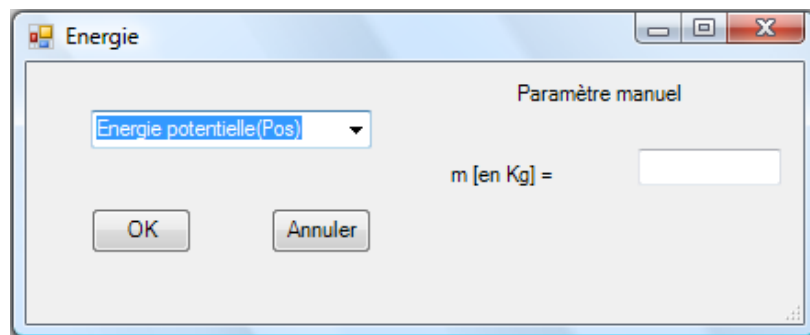 Energie
Paramètre manuel
Energie potentielle(Pos)
m [en Kg] =
OK
Annuler